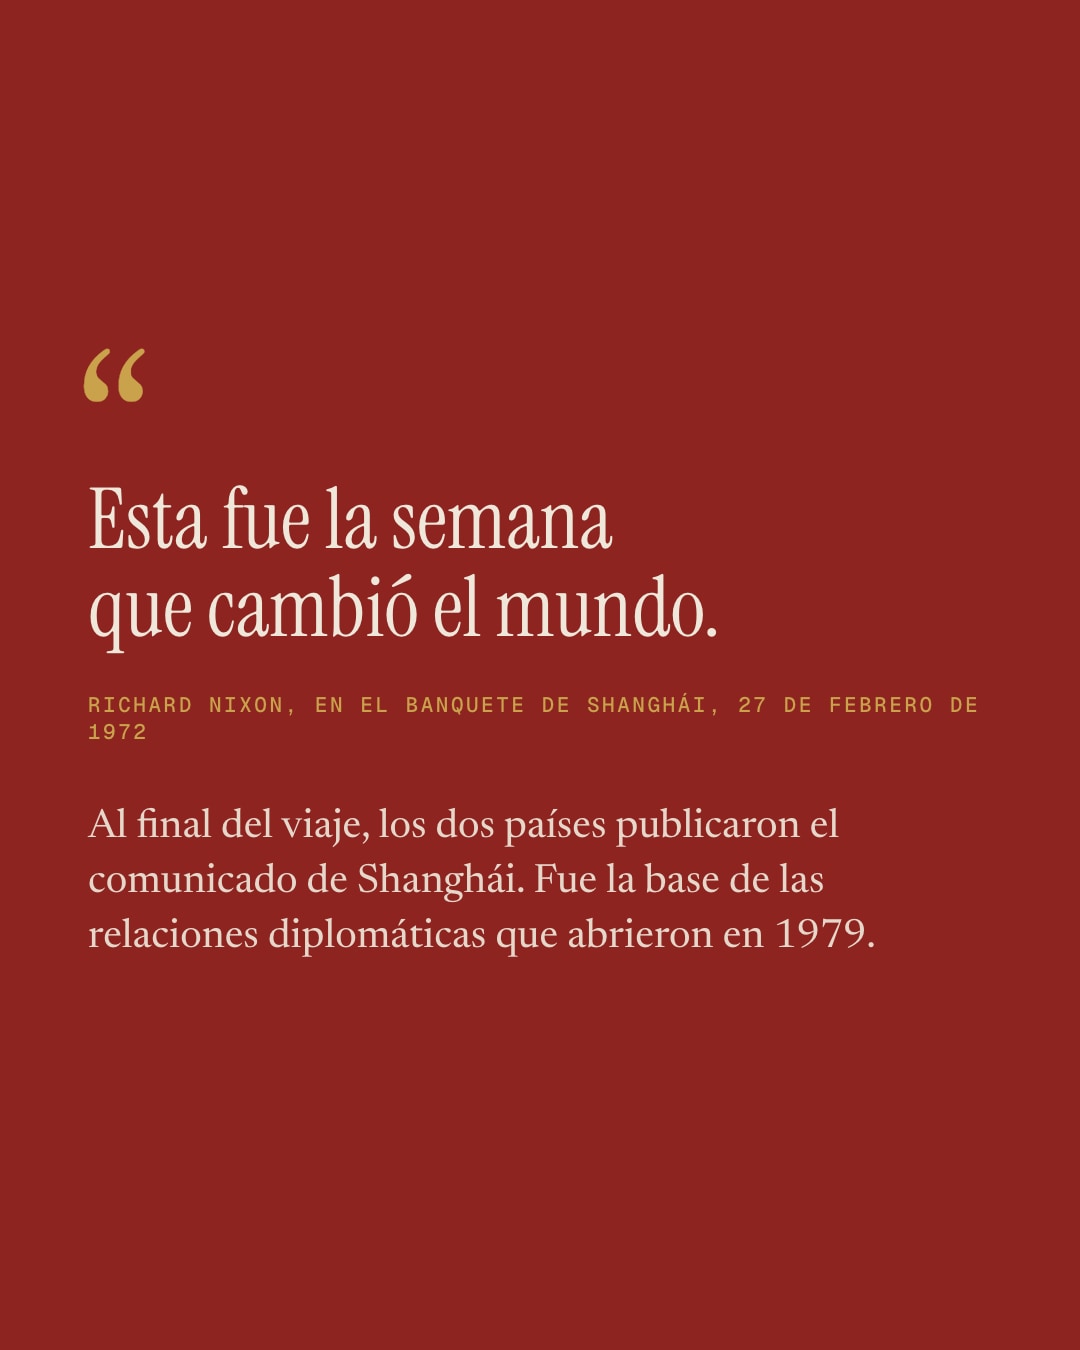 “
Esta fue la semana
que cambió el mundo.
RICHARD NIXON, EN EL BANQUETE DE SHANGHÁI, 27 DE FEBRERO DE
1972
Al final del viaje, los dos países publicaron el
comunicado de Shanghái. Fue la base de las
relaciones diplomáticas que abrieron en 1979.